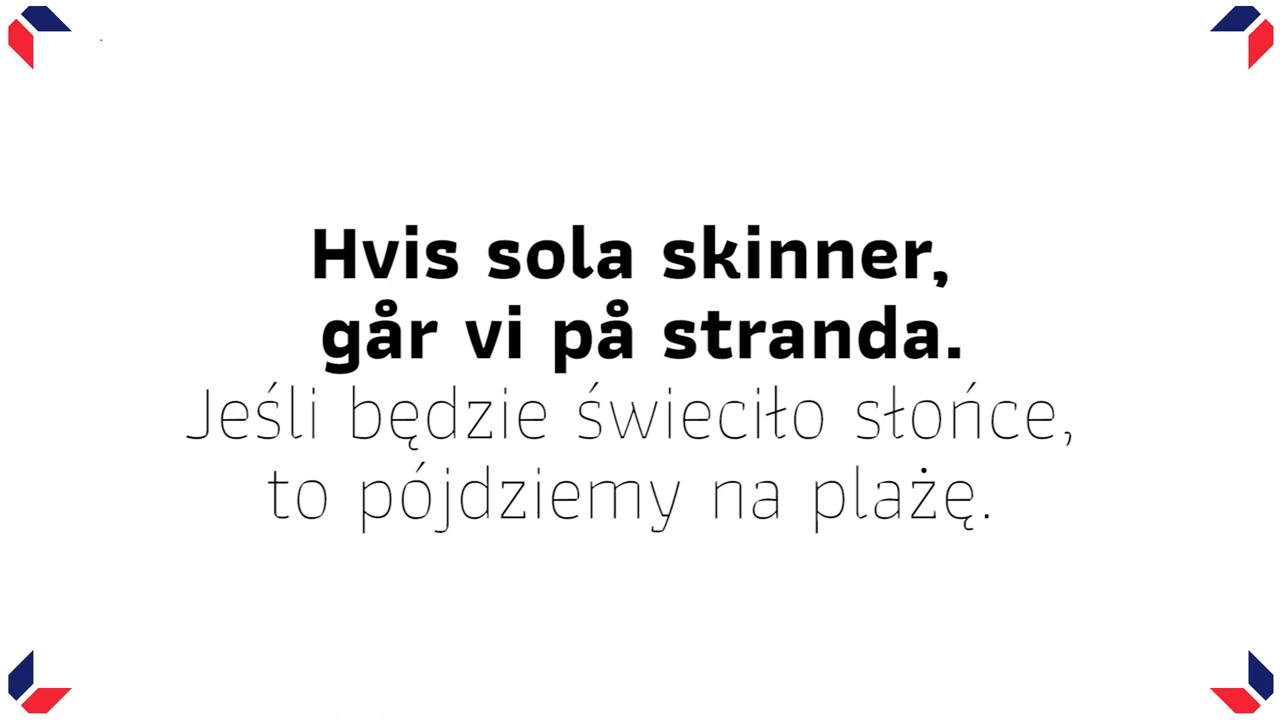 Hvis sola skinner,
går vi på stranda.
Jeśli będzie świeciło słońce,
to pójdziemy na plażę.